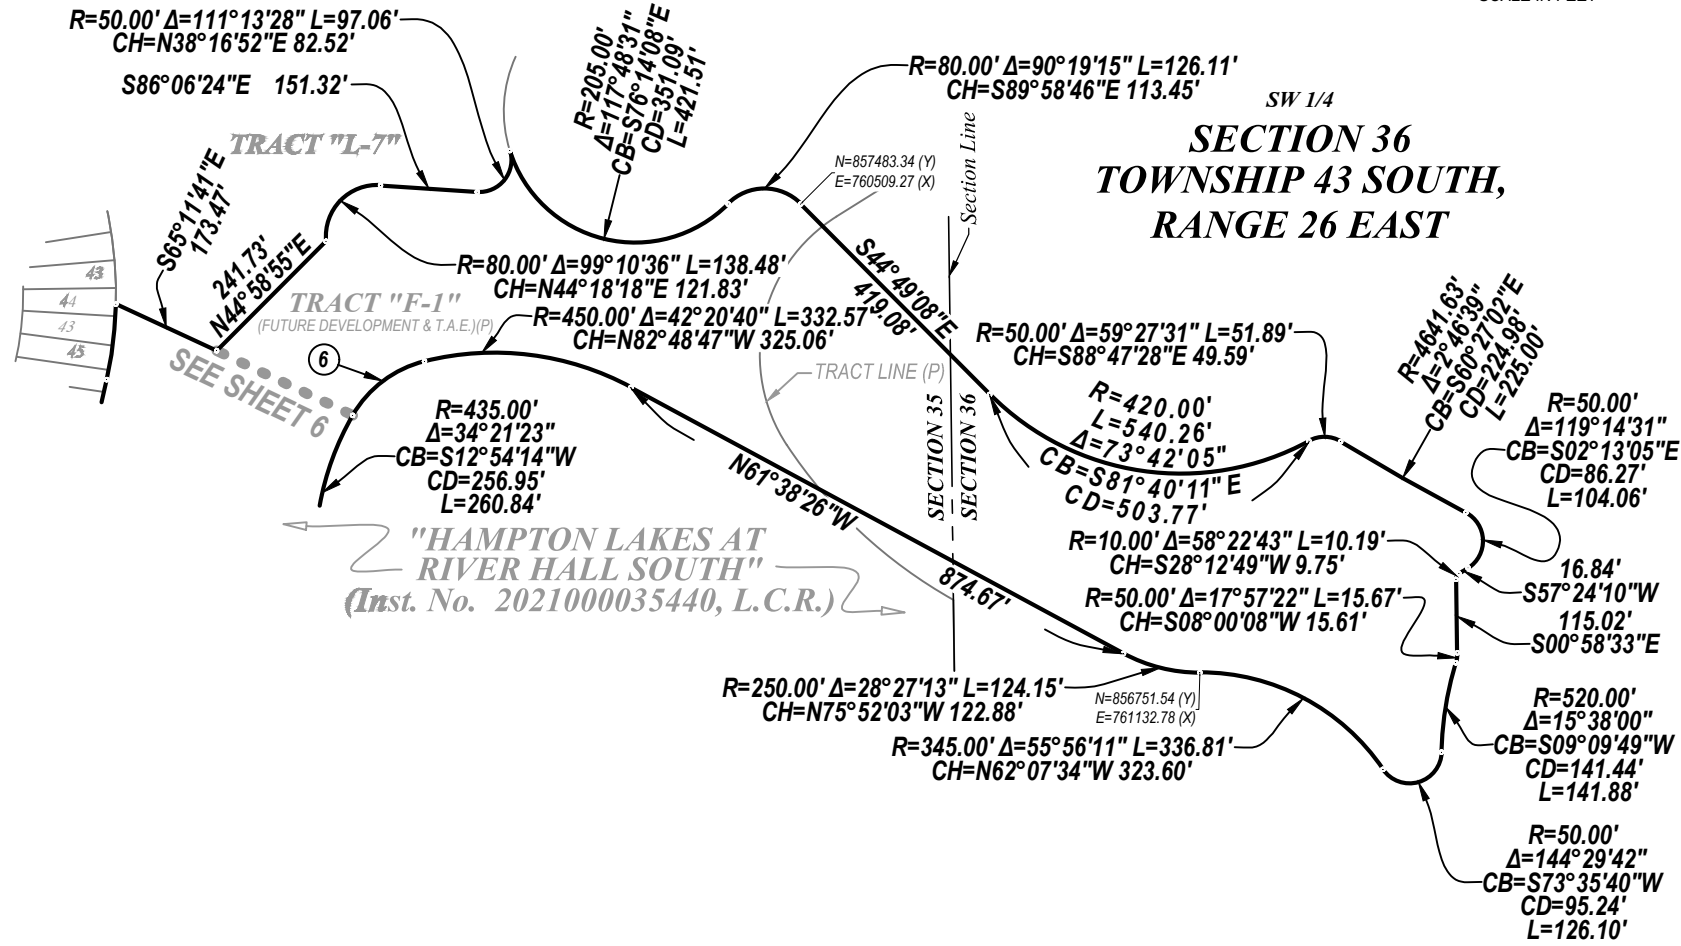 R=50.00' Δ=111°13'28" L=97.06'
CH=N38°16'52"E 82.52'
S86°06'24"E 151.32'
TRACT "L-7"
R=205.00'
Δ=117°48'31"
CB=S76°14'08"E
CD=351.09'
L=421.51'
R=80.00' Δ=90°19'15" L=126.11'
CH=S89°58'46"E 113.45'
SW 1/4
SECTION 36
TOWNSHIP 43 SOUTH,
RANGE 26 EAST
N=857483.34 (Y)
E=760509.27 (X)
Section Line
S65°11'41"E
173.47'
241.73'
N44°58'55"E
43
44
43
45
R=80.00' Δ=99°10'36" L=138.48'
CH=N44°18'18"E 121.83'
TRACT "F-1"
(FUTURE DEVELOPMENT & T.A.E.)(P)
R=450.00' Δ=42°20'40" L=332.57'
CH=N82°48'47"W 325.06'
6
SEE SHEET 6
S44°49'08"E
419.08'
TRACT LINE (P)
R=50.00' Δ=59°27'31" L=51.89'
CH=S88°47'28"E 49.59'
R=4641.63'
Δ=2°46'39"
CB=S60°27'02"E
CD=224.98'
L=225.00'
R=435.00'
Δ=34°21'23"
CB=S12°54'14"W
CD=256.95'
L=260.84'
R=420.00'
L=540.26'
Δ=73°42'05"
CB=S81°40'11"E
CD=503.77'
R=50.00'
Δ=119°14'31"
CB=S02°13'05"E
CD=86.27'
L=104.06'
SECTION 35
SECTION 36
N61°38'26"W
874.67'
"HAMPTON LAKES AT
RIVER HALL SOUTH"
(Inst. No. 2021000035440, L.C.R.)
R=10.00' Δ=58°22'43" L=10.19'
CH=S28°12'49"W 9.75'
16.84'
S57°24'10"W
R=50.00' Δ=17°57'22" L=15.67'
CH=S08°00'08"W 15.61'
115.02'
S00°58'33"E
R=250.00' Δ=28°27'13" L=124.15'
CH=N75°52'03"W 122.88'
N=856751.54 (Y)
E=761132.78 (X)
R=345.00' Δ=55°56'11" L=336.81'
CH=N62°07'34"W 323.60'
R=520.00'
Δ=15°38'00"
CB=S09°09'49"W
CD=141.44'
L=141.88'
R=50.00'
Δ=144°29'42"
CB=S73°35'40"W
CD=95.24'
L=126.10'